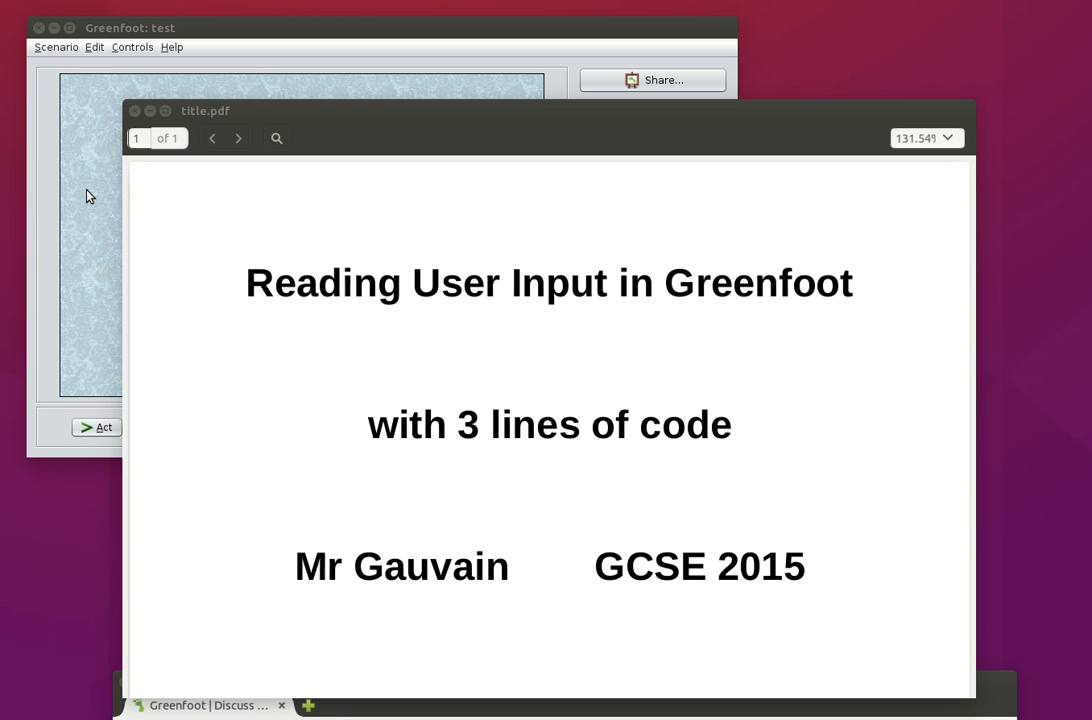 Greenfoot: test
Scenario Edit Controls Help
Share...
title.pdf
1 of 1
131.54%
Reading User Input in Greenfoot
with 3 lines of code
Mr Gauvain GCSE 2015
Act
Greenfoot | Discuss ...